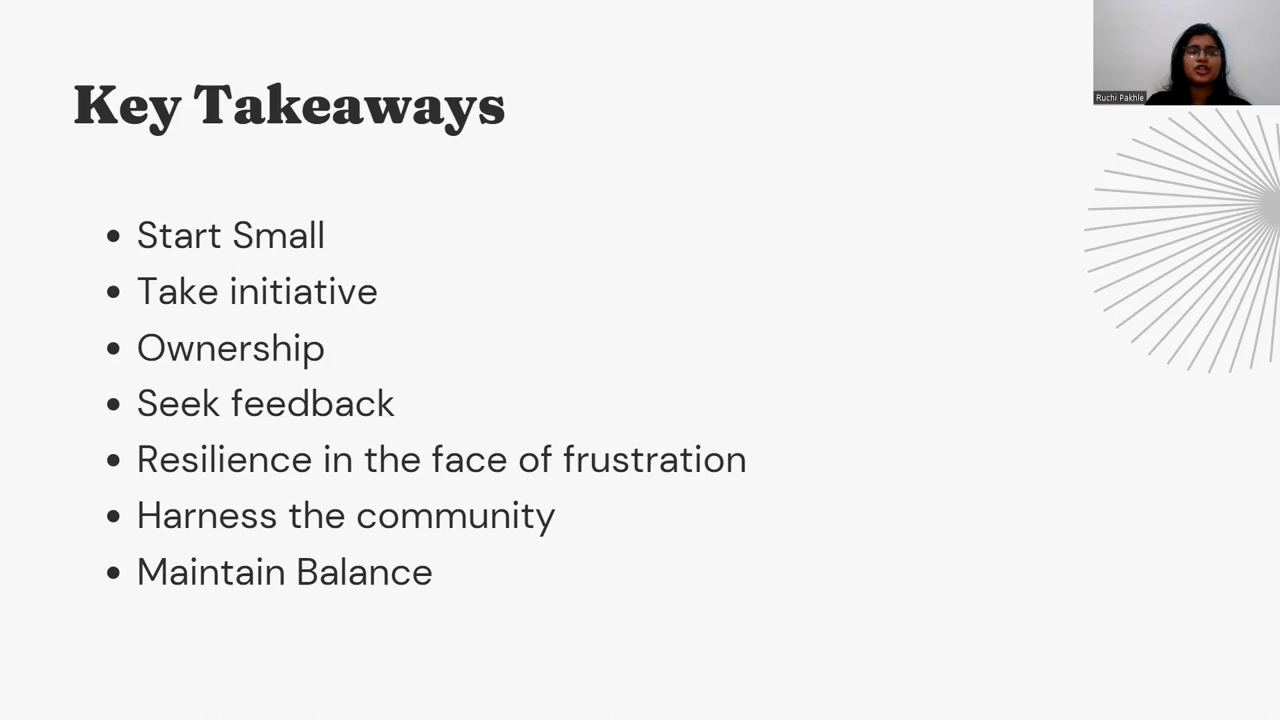 Key Takeaways
Ruchi Pakhle
Start Small
Take initiative
Ownership
Seek feedback
Resilience in the face of frustration
Harness the community
Maintain Balance